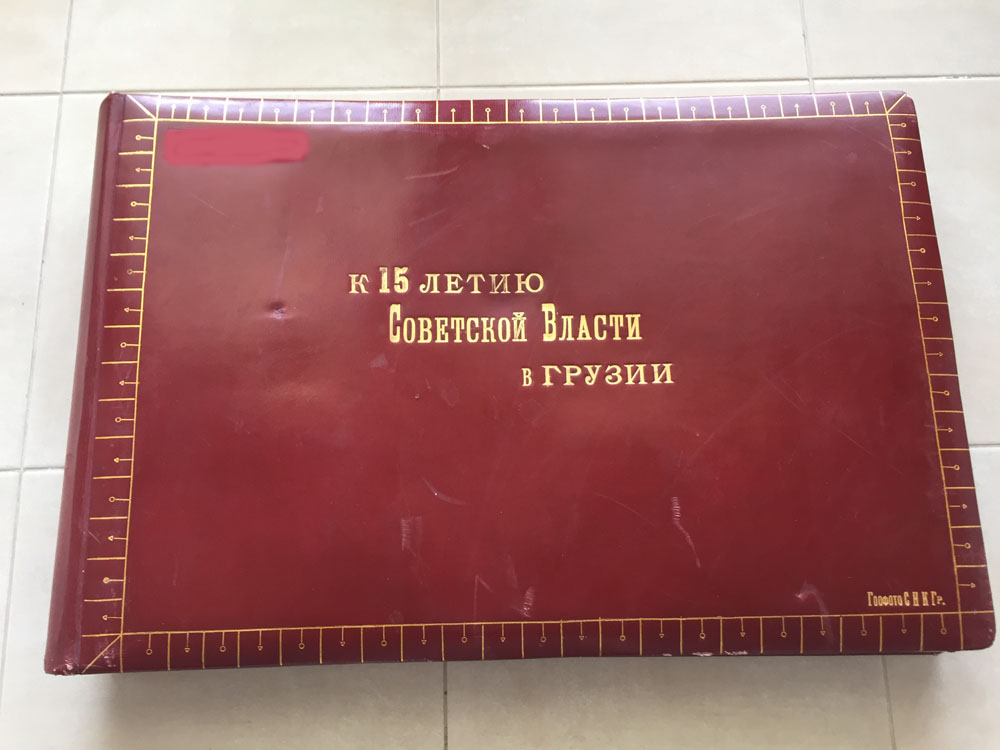 К 15 ЛЕТИЮ
СОВЕТСКОЙ ВЛАСТИ
В ГРУЗИИ
ГОСФОТО С Н К ГР.